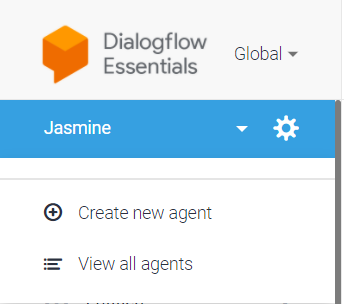 Dialogflow
Essentials
Global
Jasmine
Create new agent
View all agents